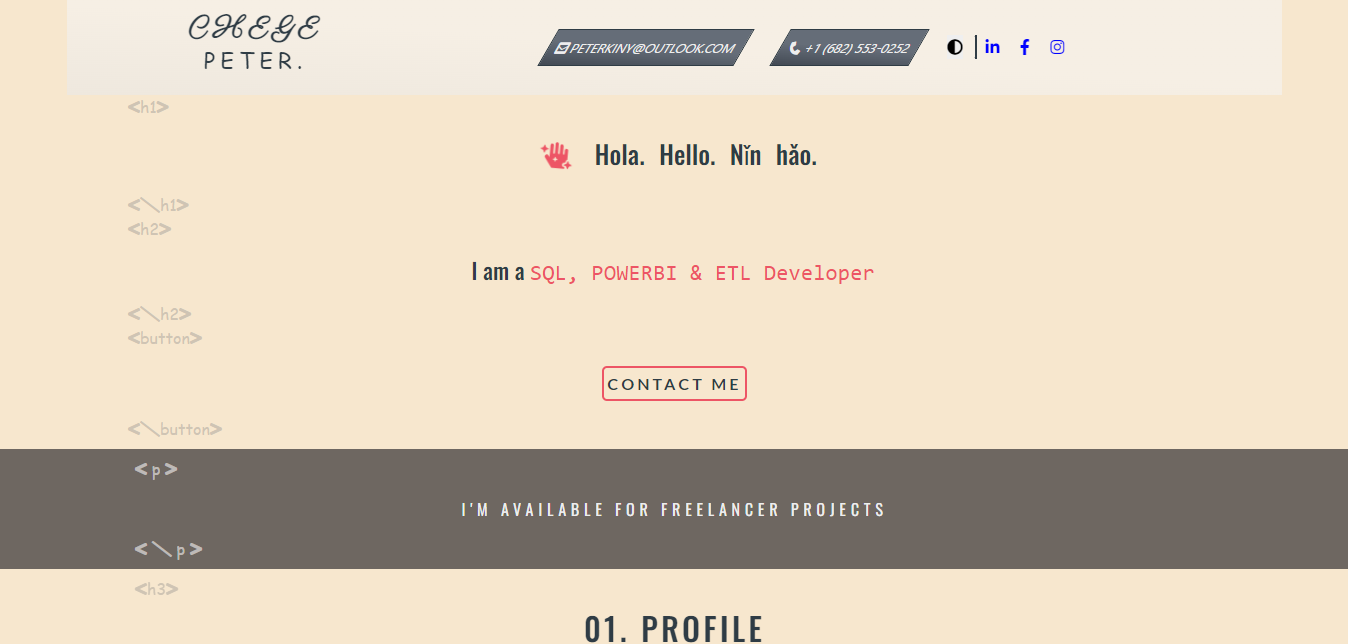 CHEGE
PETER.
PETERKINY@OUTLOOK.COM +1 (682) 553-0252
<h1>
Hola. Hello. Nǐn hǎo.
<\h1>
<h2>
I am a SQL, POWERBI & ETL Developer
<\h2>
<button>
CONTACT ME
<\button>
<p>
I'M AVAILABLE FOR FREELANCER PROJECTS
<\p>
<h3>
01. PROFILE